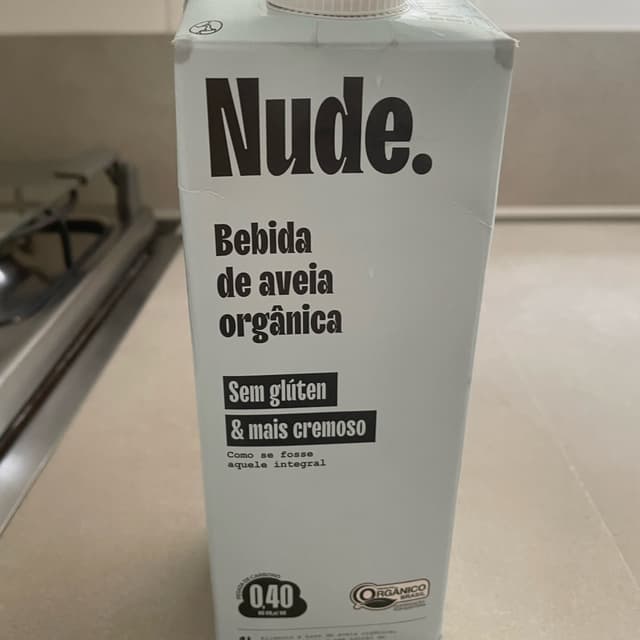 Nude.
Bebida
de aveia
orgânica
Sem glúten
& mais cremoso
Como se fosse
aquele integral
0,40
ORGÂNICO
BRASIL